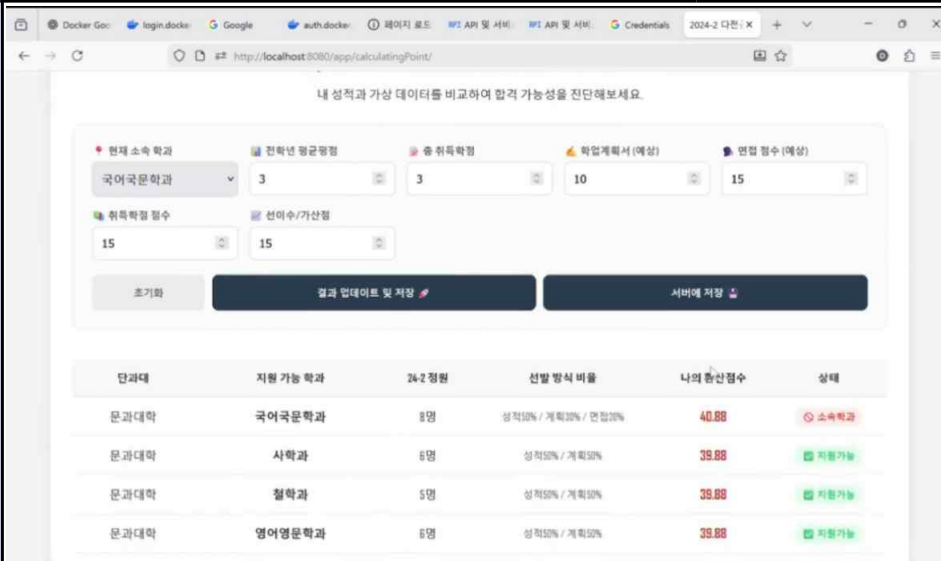 Docker Goo login.docke Google auth.docke 페이지 로드 API 및 서비 API 및 서비 Credentials 2024-2 다전공
http://localhost:8080/app/calculatingPoint/
내 성적과 가상 데이터를 비교하여 합격 가능성을 진단해보세요.
현재 소속 학과 전학년 평균평점 총 취득학점 학업계획서 (예상) 면접 점수 (예상)
국어국문학과 3 3 10 15
취득학점 점수 선이수/가산점
15 15
초기화 결과 업데이트 및 저장 서버에 저장
단과대 지원 가능 학과 24-2 정원 선발 방식 비율 나의 환산점수 상태
문과대학 국어국문학과 8명 성적50% / 계획30% / 면접20% 40.88 소속학과
문과대학 사학과 6명 성적50% / 계획50% 39.88 지원가능
문과대학 철학과 5명 성적50% / 계획50% 39.88 지원가능
문과대학 영어영문학과 6명 성적50% / 계획50% 39.88 지원가능